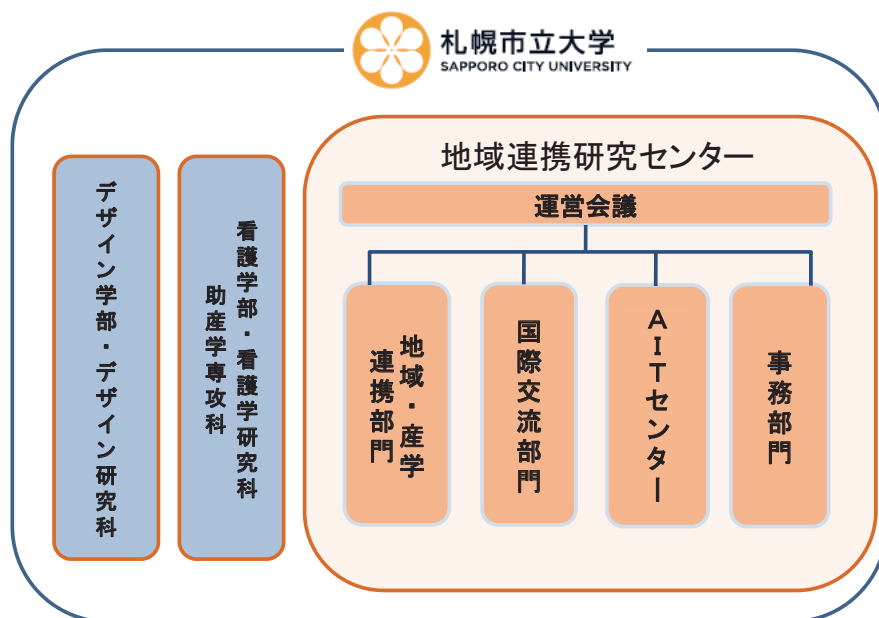 札幌市立大学
SAPPORO CITY UNIVERSITY
デザイン学部・デザイン研究科
看護学部・看護学研究科
助産学専攻科
地域連携研究センター
運営会議
地域・産学
連携部門
国際交流部門
AITセンター
事務部門